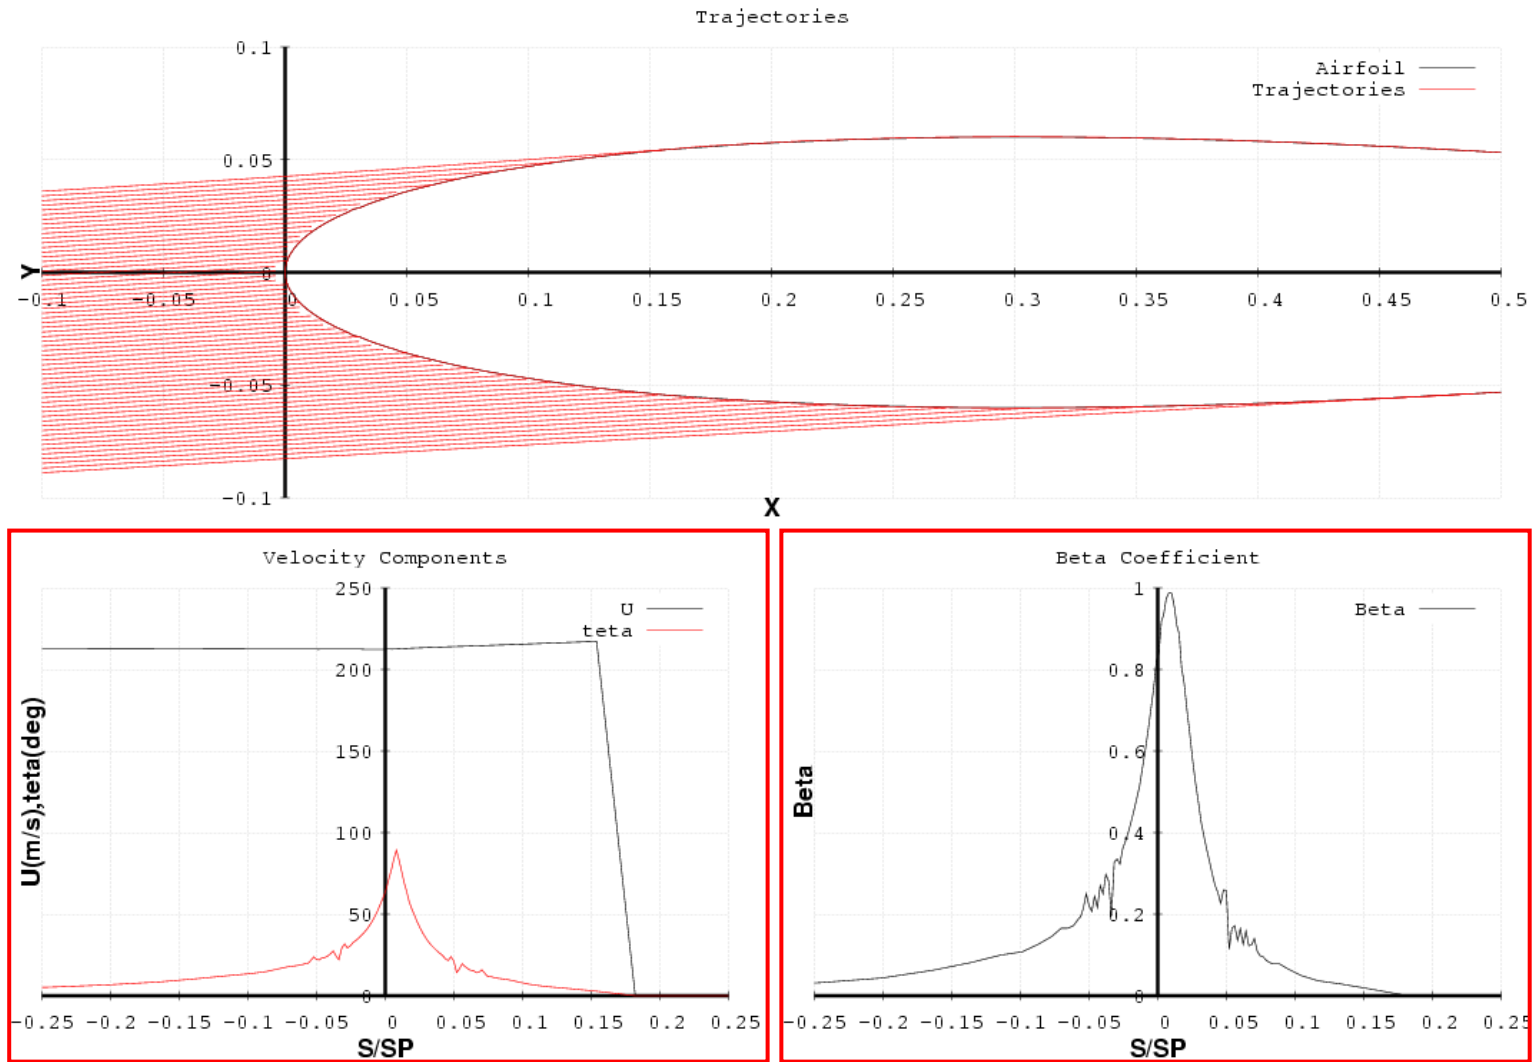 Trajectories
0.1
Airfoil
Trajectories
0.05
Y
0
-0.1 -0.05 0 0.05 0.1 0.15 0.2 0.25 0.3 0.35 0.4 0.45 0.5
-0.05
-0.1
X
Velocity Components
250
U
teta
200
150
100
50
0
U(m/s),teta(deg)
-0.25 -0.2 -0.15 -0.1 -0.05 0 0.05 0.1 0.15 0.2 0.25
S/SP
Beta Coefficient
1
Beta
0.8
0.6
0.4
0.2
0
Beta
-0.25 -0.2 -0.15 -0.1 -0.05 0 0.05 0.1 0.15 0.2 0.25
S/SP